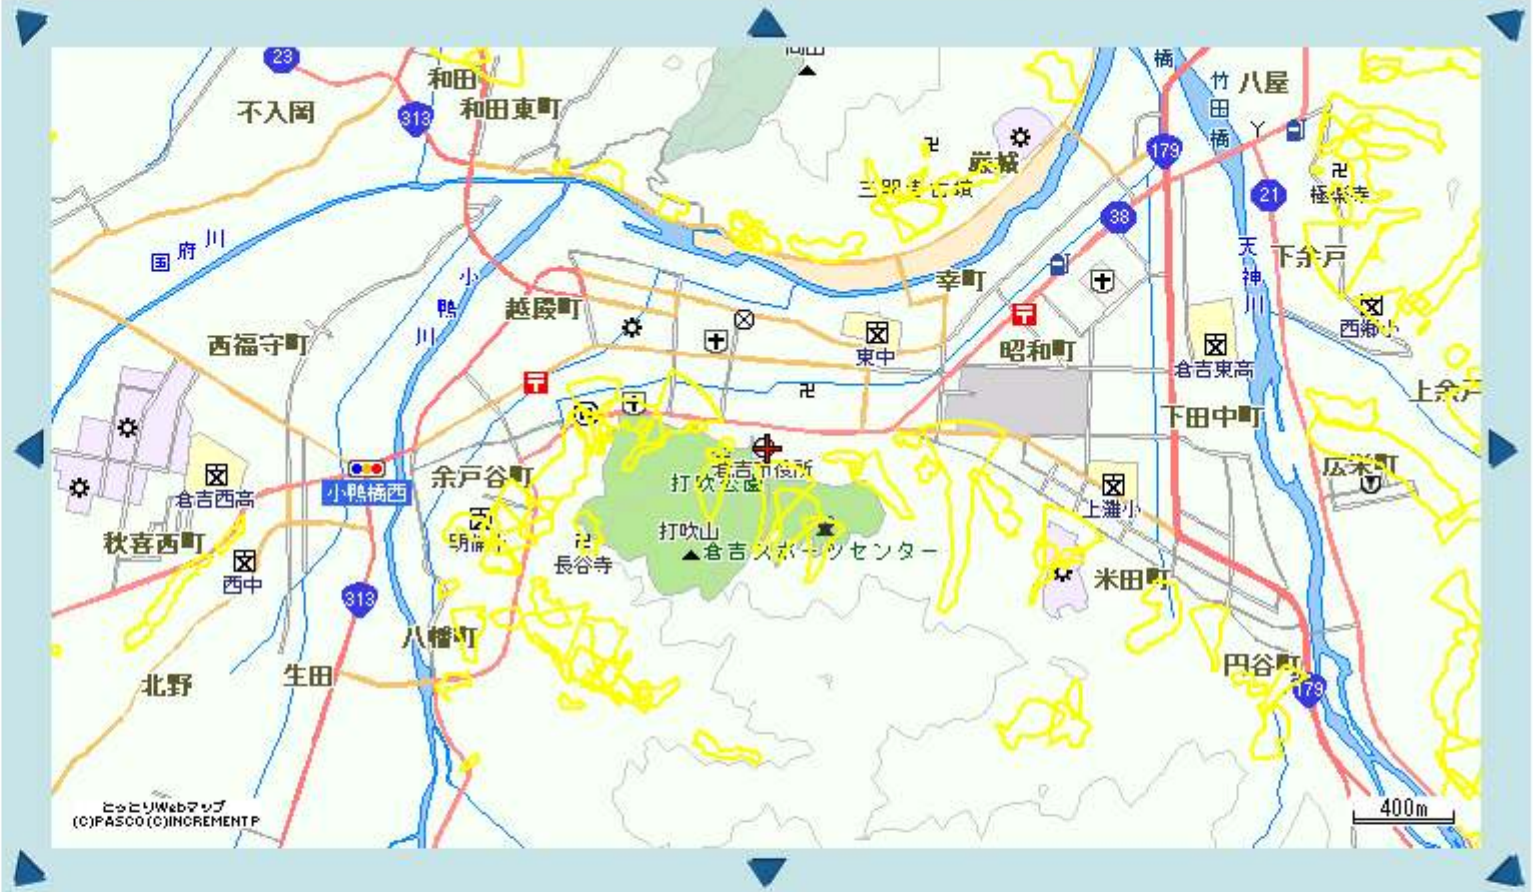 23
和田
不入岡
313
和田東町
橋
竹田橋
八屋
179
巌城
極楽寺
21
38
国府川
天神川
下余戸
小鴨川
幸町
越殿町
西福守町
東中
昭和町
倉吉東高
西郷小
下田中町
広栄町
倉吉市役所
打吹公園
余戸谷町
小鴨橋西
倉吉西高
上灘小
打吹山
倉吉スポーツセンター
秋喜西町
西中
長谷寺
米田町
313
八幡町
円谷町
179
生田
北野
とっとりWebマップ
(C)PASCO(C)INCREMENT P
400m